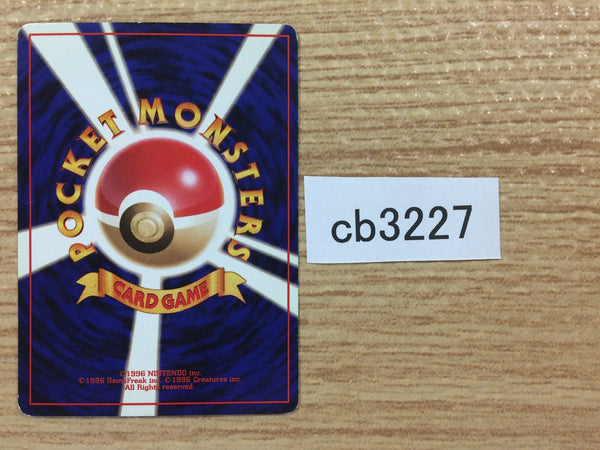 POCKET MONSTERS
CARD GAME
©1996 NINTENDO inc.
©1996 GameFreak inc. ©1996 Creatures inc.
All Rights reserved.
cb3227